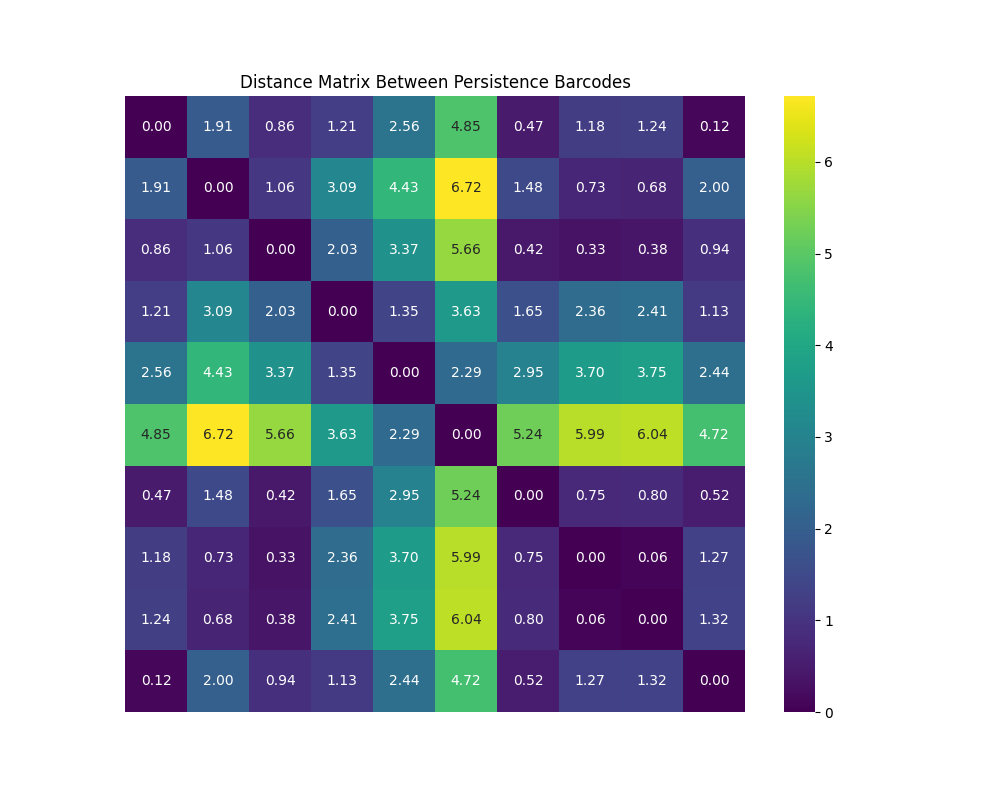 Distance Matrix Between Persistence Barcodes
0.00 1.91 0.86 1.21 2.56 4.85 0.47 1.18 1.24 0.12
1.91 0.00 1.06 3.09 4.43 6.72 1.48 0.73 0.68 2.00
0.86 1.06 0.00 2.03 3.37 5.66 0.42 0.33 0.38 0.94
1.21 3.09 2.03 0.00 1.35 3.63 1.65 2.36 2.41 1.13
2.56 4.43 3.37 1.35 0.00 2.29 2.95 3.70 3.75 2.44
4.85 6.72 5.66 3.63 2.29 0.00 5.24 5.99 6.04 4.72
0.47 1.48 0.42 1.65 2.95 5.24 0.00 0.75 0.80 0.52
1.18 0.73 0.33 2.36 3.70 5.99 0.75 0.00 0.06 1.27
1.24 0.68 0.38 2.41 3.75 6.04 0.80 0.06 0.00 1.32
0.12 2.00 0.94 1.13 2.44 4.72 0.52 1.27 1.32 0.00
6
5
4
3
2
1
0